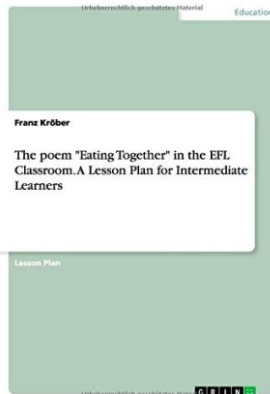 Urheberrechtlich geschütztes Material
Education
Franz Kröber
The poem "Eating Together" in the EFL
Classroom. A Lesson Plan for Intermediate
Learners
Lesson Plan
GRIN
Urheberrechtlich geschütztes Material